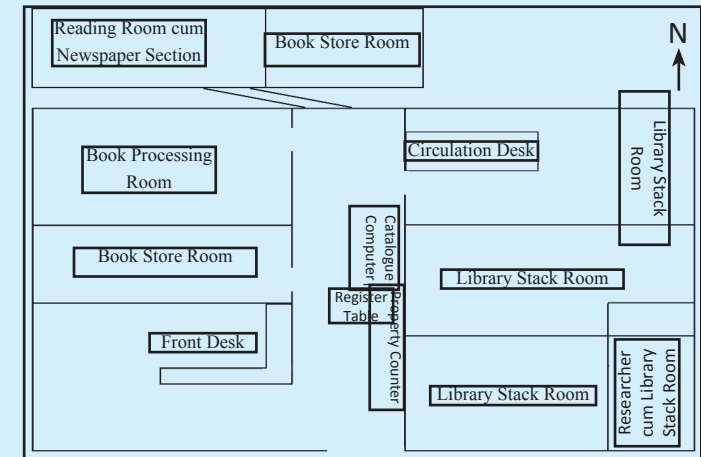 Reading Room cum
Newspaper Section
Book Store Room
N
Library Stack
Room
Circulation Desk
Book Processing
Room
Catalogue
Computer
Book Store Room
Library Stack Room
Register
Table
Property Counter
Front Desk
Library Stack Room
Researcher
cum Library
Stack Room